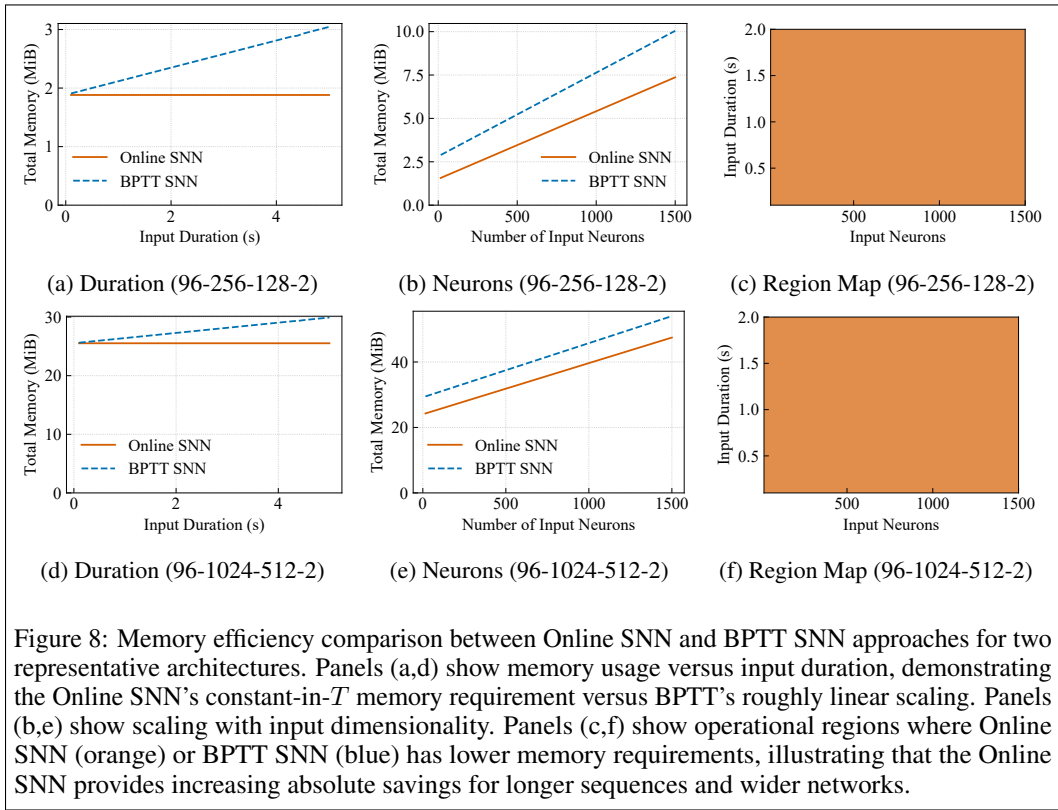 3
2
1
0
Total Memory (MiB)
Online SNN
BPTT SNN
0 2 4
Input Duration (s)
10.0
7.5
5.0
2.5
0.0
Total Memory (MiB)
Online SNN
BPTT SNN
0 500 1000 1500
Number of Input Neurons
2.0
1.5
1.0
0.5
Input Duration (s)
500 1000 1500
Input Neurons
(a) Duration (96-256-128-2)
(b) Neurons (96-256-128-2)
(c) Region Map (96-256-128-2)
30
20
10
0
Total Memory (MiB)
Online SNN
BPTT SNN
0 2 4
Input Duration (s)
40
20
0
Total Memory (MiB)
Online SNN
BPTT SNN
0 500 1000 1500
Number of Input Neurons
2.0
1.5
1.0
0.5
Input Duration (s)
500 1000 1500
Input Neurons
(d) Duration (96-1024-512-2)
(e) Neurons (96-1024-512-2)
(f) Region Map (96-1024-512-2)
Figure 8: Memory efficiency comparison between Online SNN and BPTT SNN approaches for two
representative architectures. Panels (a,d) show memory usage versus input duration, demonstrating
the Online SNN's constant-in-T memory requirement versus BPTT's roughly linear scaling. Panels
(b,e) show scaling with input dimensionality. Panels (c,f) show operational regions where Online
SNN (orange) or BPTT SNN (blue) has lower memory requirements, illustrating that the Online
SNN provides increasing absolute savings for longer sequences and wider networks.